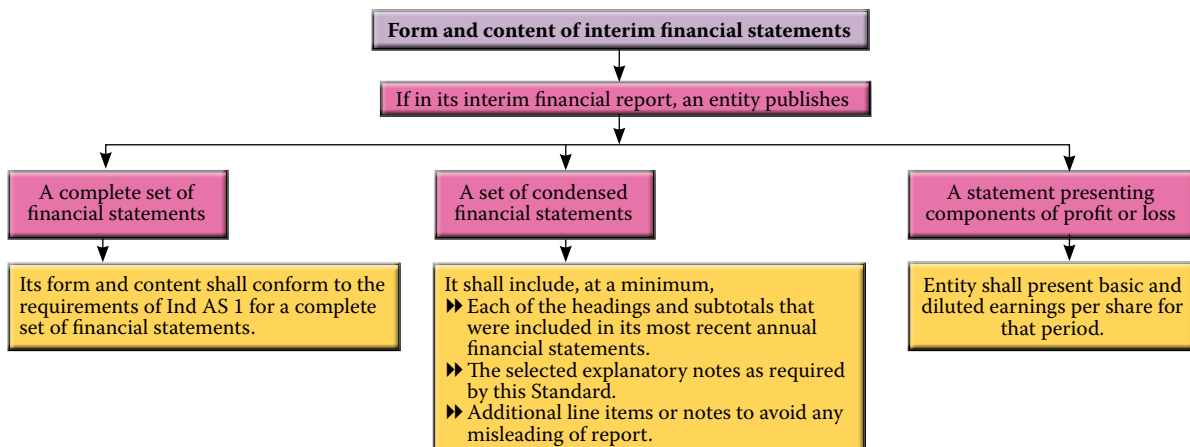 Form and content of interim financial statements
If in its interim financial report, an entity publishes
A complete set of
financial statements
A set of condensed
financial statements
A statement presenting
components of profit or loss
Its form and content shall conform to the
requirements of Ind AS 1 for a complete
set of financial statements.
It shall include, at a minimum,
Each of the headings and subtotals that
were included in its most recent annual
financial statements.
The selected explanatory notes as required
by this Standard.
Additional line items or notes to avoid any
misleading of report.
Entity shall present basic and
diluted earnings per share for
that period.